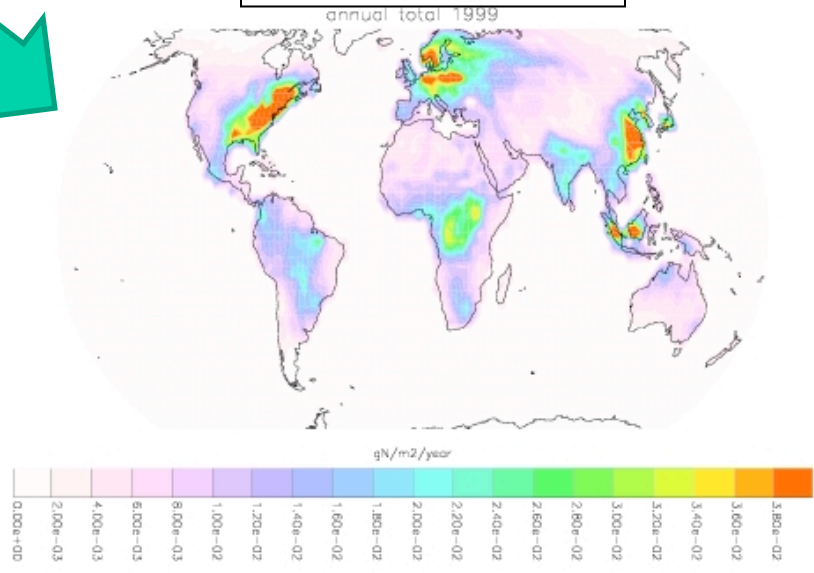 annual total 1999
gN/m2/year
0.00e+00
2.00e-03
4.00e-03
6.00e-03
8.00e-03
1.00e-02
1.20e-02
1.40e-02
1.60e-02
1.80e-02
2.00e-02
2.20e-02
2.40e-02
2.60e-02
2.80e-02
3.00e-02
3.20e-02
3.40e-02
3.60e-02
3.80e-02